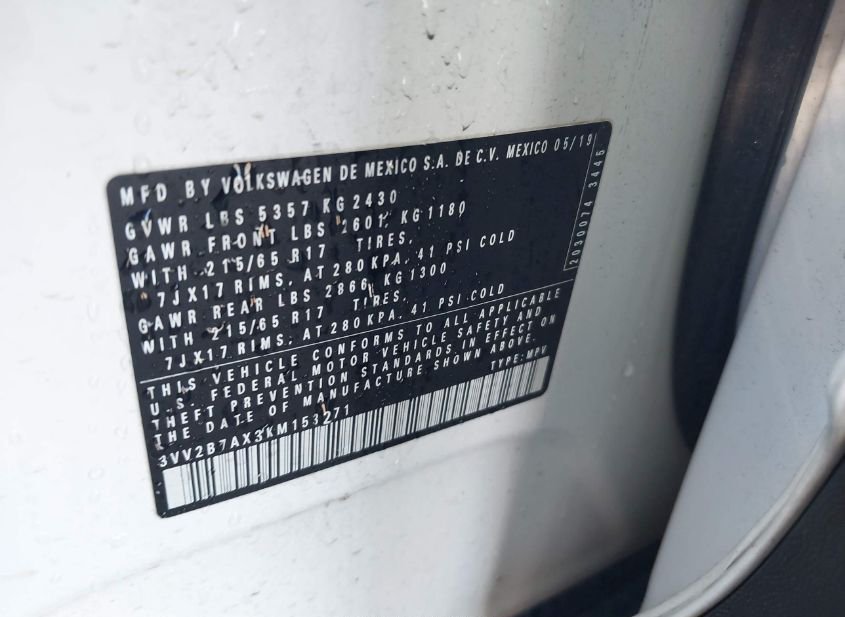 MFD BY VOLKSWAGEN DE MEXICO S.A. DE C.V. MEXICO 05/19
GVWR LBS 5357 KG 2430
GAWR FRONT LBS 2601, KG 1180
WITH 215/65 R17 TIRES,
7JX17 RIMS, AT 280 KPA, 41 PSI COLD
GAWR REAR LBS 2866, KG 1300
WITH 215/65 R17 TIRES,
7JX17 RIMS, AT 280 KPA, 41 PSI COLD
2030074 3445
THIS VEHICLE CONFORMS TO ALL APPLICABLE
U.S. FEDERAL MOTOR VEHICLE SAFETY AND
THEFT PREVENTION STANDARDS IN EFFECT ON
THE DATE OF MANUFACTURE SHOWN ABOVE.
3VV2B7AX3KM153271 TYPE: MPV